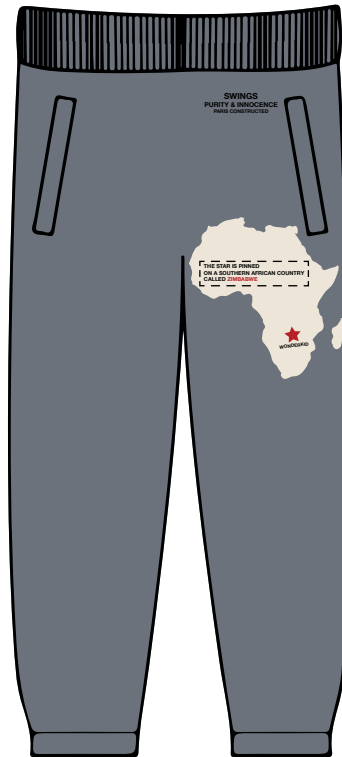 SWINGS
PURITY & INNOCENCE
PARIS CONSTRUCTED
THE STAR IS PINNED
ON A SOUTHERN AFRICAN COUNTRY
CALLED ZIMBABWE
WONDERKID